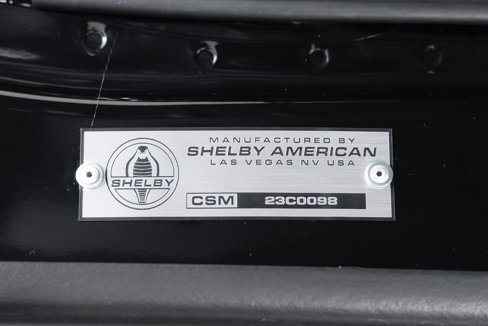 MANUFACTURED BY
SHELBY AMERICAN
LAS VEGAS NV USA
SHELBY
CSM 23C0098